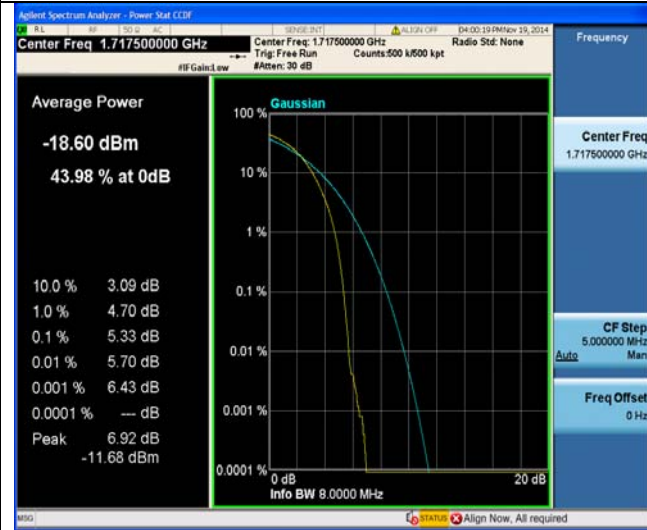 Agilent Spectrum Analyzer - Power Stat CCDF
RL RF 50 Ω AC SENSE:INT ALIGN OFF 04:00:19 PM Nov 19, 2014
Center Freq 1.717500000 GHz
Center Freq: 1.717500000 GHz Radio Std: None
Trig: Free Run Counts:500 k/500 kpt
#IFGain:Low #Atten: 30 dB
Frequency
Average Power
-18.60 dBm
43.98 % at 0dB
10.0 % 3.09 dB
1.0 % 4.70 dB
0.1 % 5.33 dB
0.01 % 5.70 dB
0.001 % 6.43 dB
0.0001 % --- dB
Peak 6.92 dB
-11.68 dBm
Gaussian
100 %
10 %
1 %
0.1 %
0.01 %
0.001 %
0.0001 %
0 dB 20 dB
Info BW 8.0000 MHz
Center Freq
1.717500000 GHz
CF Step
5.000000 MHz
Auto Man
Freq Offset
0 Hz
MSG STATUS Align Now, All required